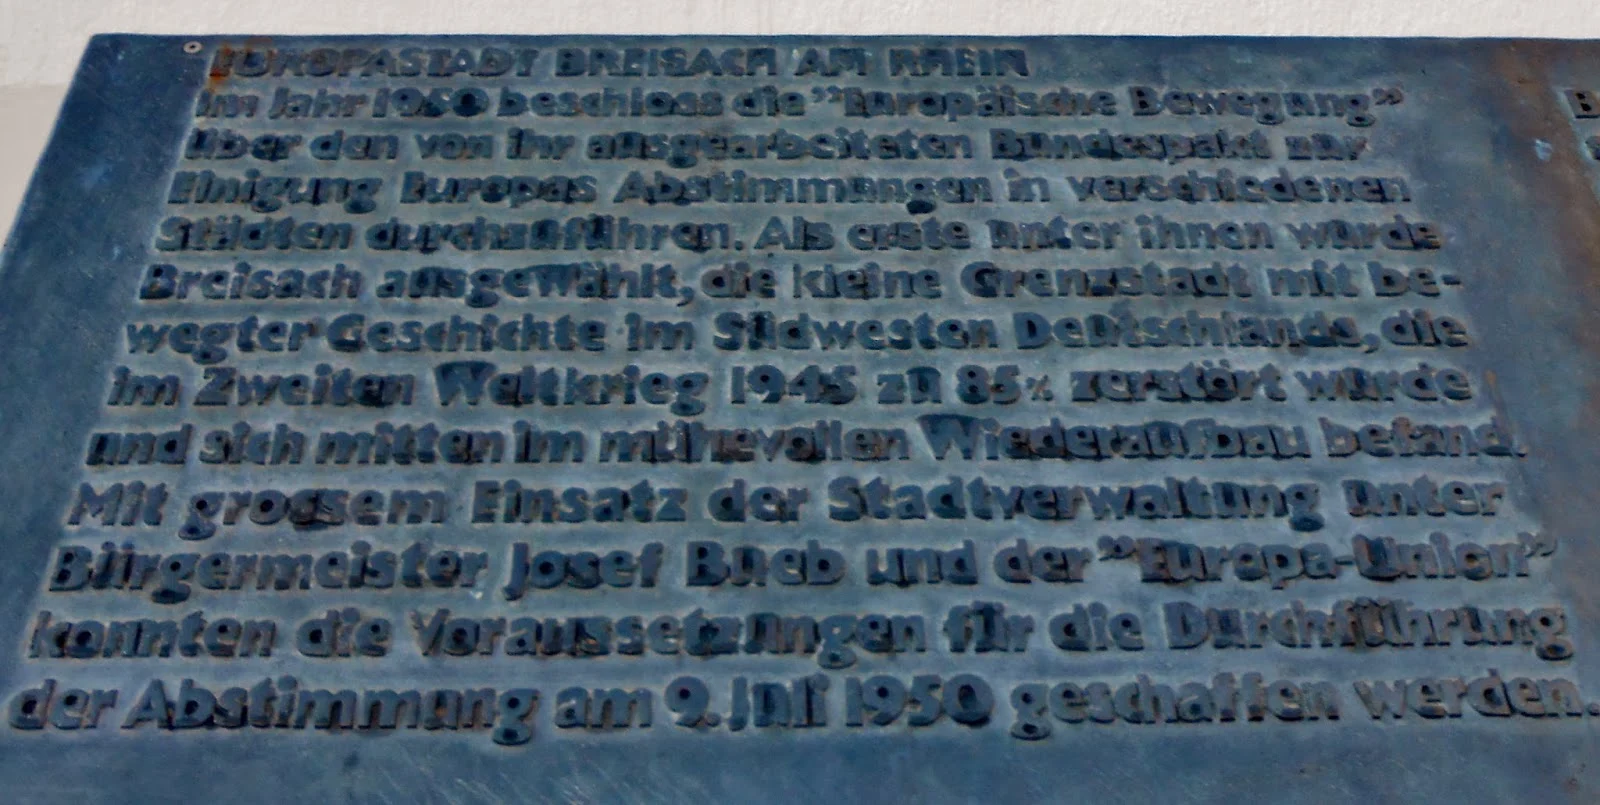 EUROPASTADT BREISACH AM RHEIN
Im Jahr 1950 beschloss die "Europäische Bewegung"
über den von ihr ausgearbeiteten Bundespakt zur
Einigung Europas Abstimmungen in verschiedenen
Städten durchzuführen. Als erste unter ihnen wurde
Breisach ausgewählt, die kleine Grenzstadt mit be-
wegter Geschichte im Südwesten Deutschlands, die
im Zweiten Weltkrieg 1945 zu 85% zerstört wurde
und sich mitten im mühevollen Wiederaufbau befand.
Mit grossem Einsatz der Stadtverwaltung unter
Bürgermeister Josef Bueb und der "Europa-Union"
konnten die Voraussetzungen für die Durchführung
der Abstimmung am 9. Juli 1950 geschaffen werden.